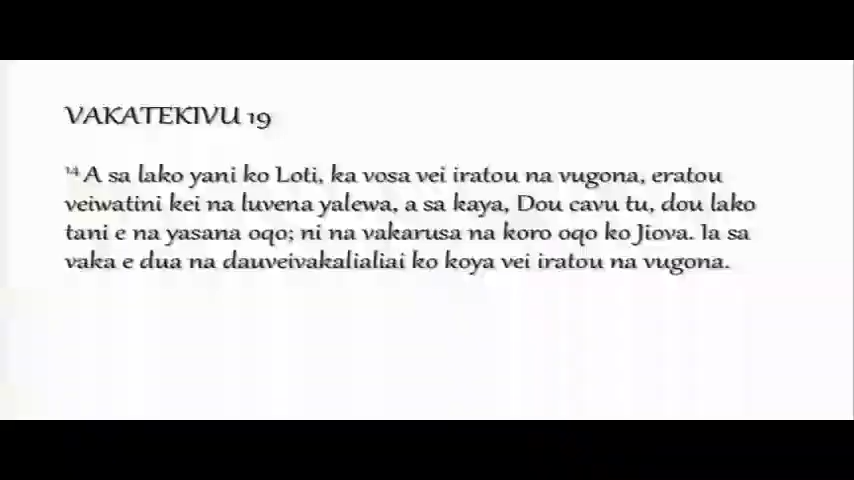 VAKATEKIVU 19
14 A sa lako yani ko Loti, ka vosa vei iratou na vugona, eratou
veiwatini kei na luvena yalewa, a sa kaya, Dou cavu tu, dou lako
tani e na yasana oqo; ni na vakarusa na koro oqo ko Jiova. Ia sa
vaka e dua na dauveivakalialiai ko koya vei iratou na vugona.